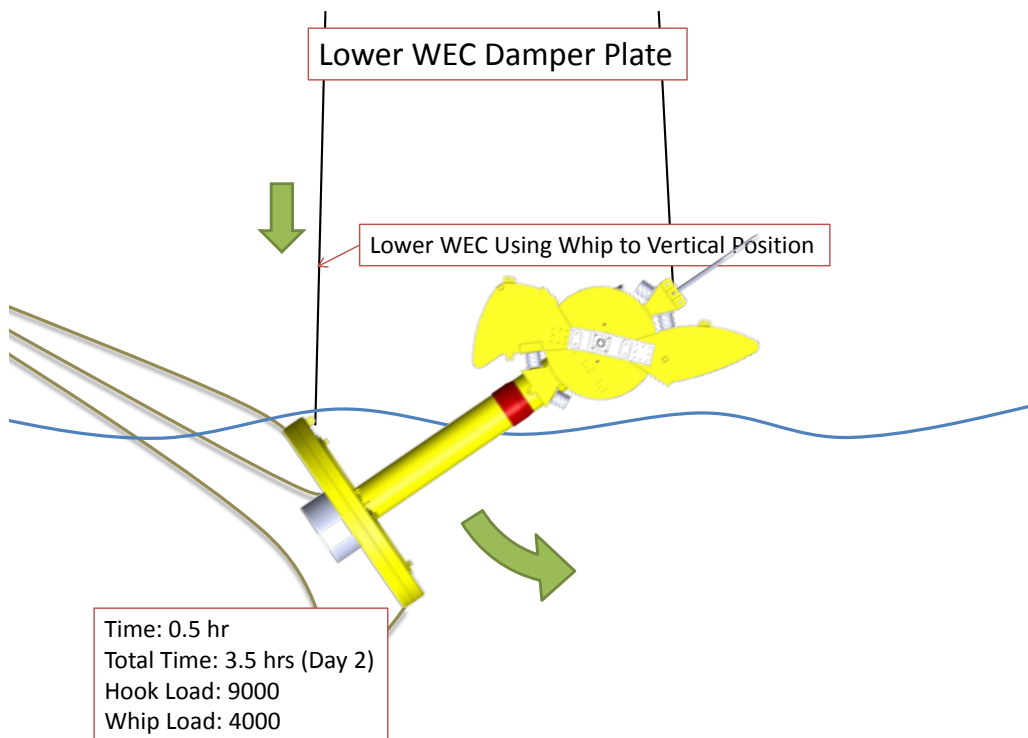 Lower WEC Damper Plate
Lower WEC Using Whip to Vertical Position
Time: 0.5 hr
Total Time: 3.5 hrs (Day 2)
Hook Load: 9000
Whip Load: 4000